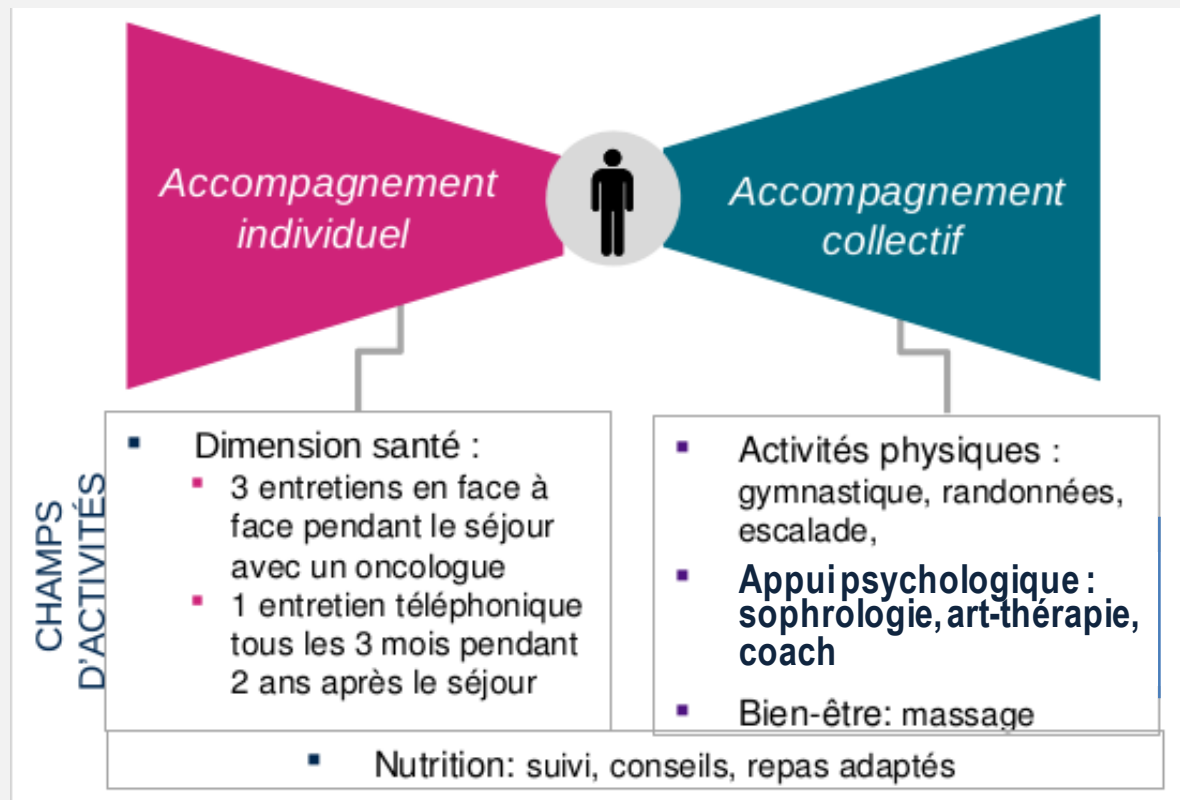 Accompagnement
individuel
Accompagnement
collectif
CHAMPS
D'ACTIVITÉS
Dimension santé :
3 entretiens en face à
face pendant le séjour
avec un oncologue
1 entretien téléphonique
tous les 3 mois pendant
2 ans après le séjour
Activités physiques :
gymnastique, randonnées,
escalade,
Appui psychologique :
sophrologie, art-thérapie,
coach
Bien-être: massage
Nutrition: suivi, conseils, repas adaptés